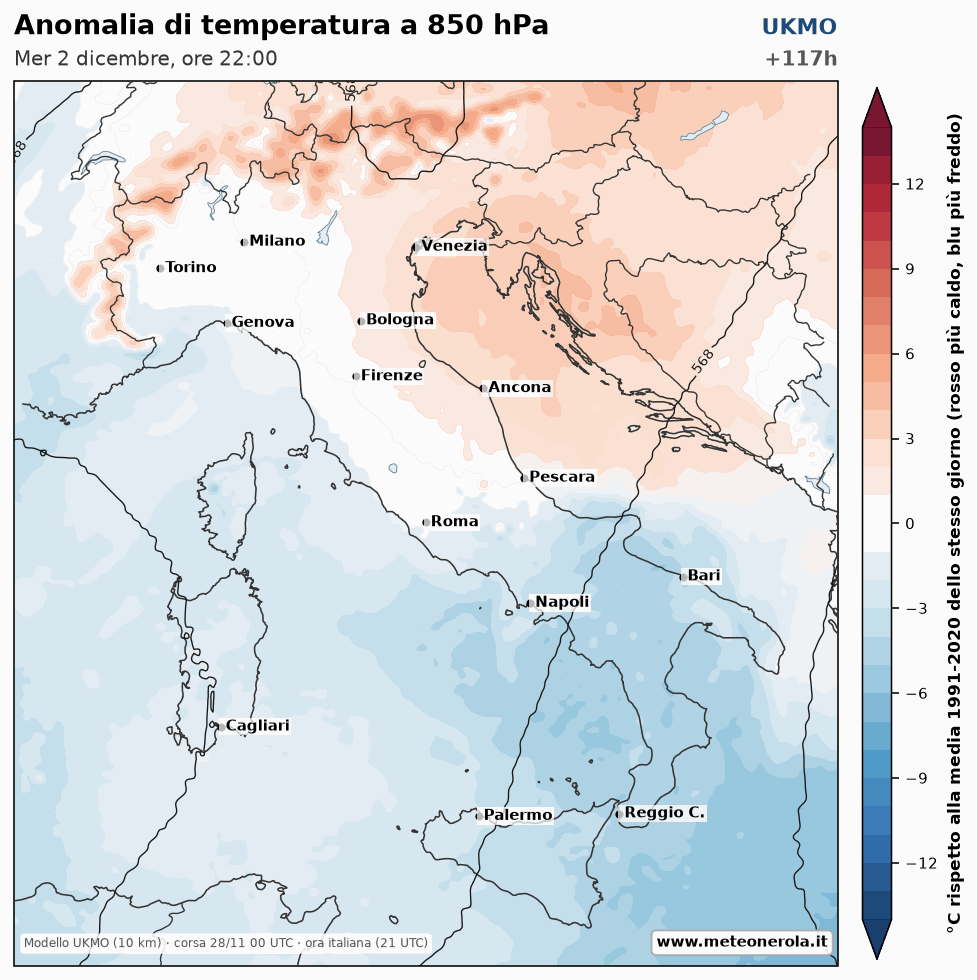 Anomalia di temperatura a 850 hPa
UKMO
Mer 2 dicembre, ore 22:00
+117h
568
Milano
Torino
Venezia
Genova
Bologna
Firenze
Ancona
568
Pescara
Roma
Bari
Napoli
Cagliari
Palermo
Reggio C.
12
9
6
3
0
−3
−6
−9
−12
°C rispetto alla media 1991-2020 dello stesso giorno (rosso più caldo, blu più freddo)
Modello UKMO (10 km) · corsa 28/11 00 UTC · ora italiana (21 UTC)
www.meteonerola.it